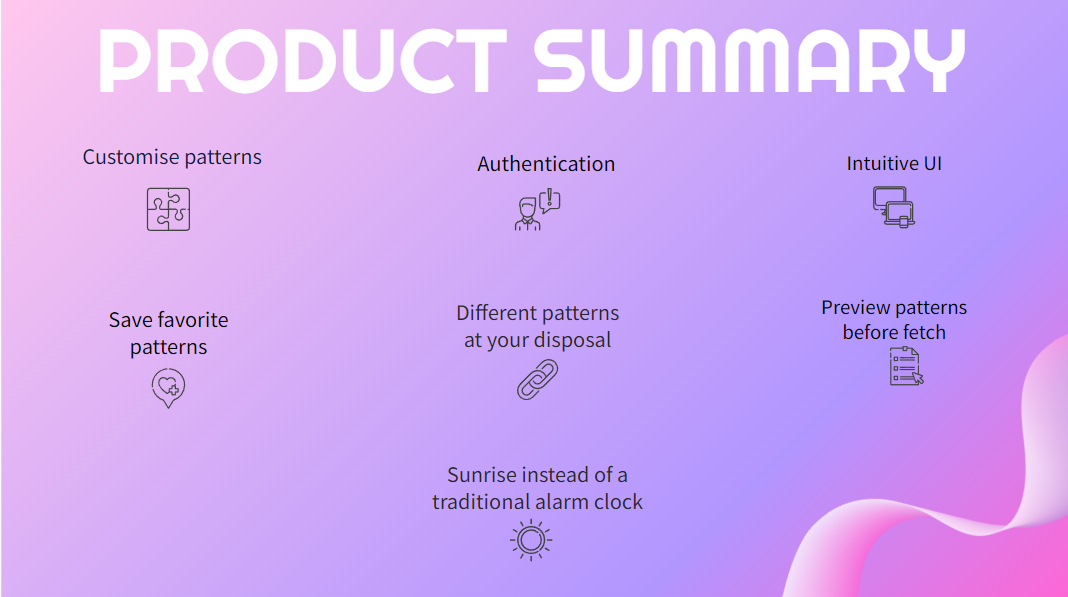 PRODUCT SUMMARY
Customise patterns
Authentication
Intuitive UI
Save favorite
patterns
Different patterns
at your disposal
Preview patterns
before fetch
Sunrise instead of a
traditional alarm clock